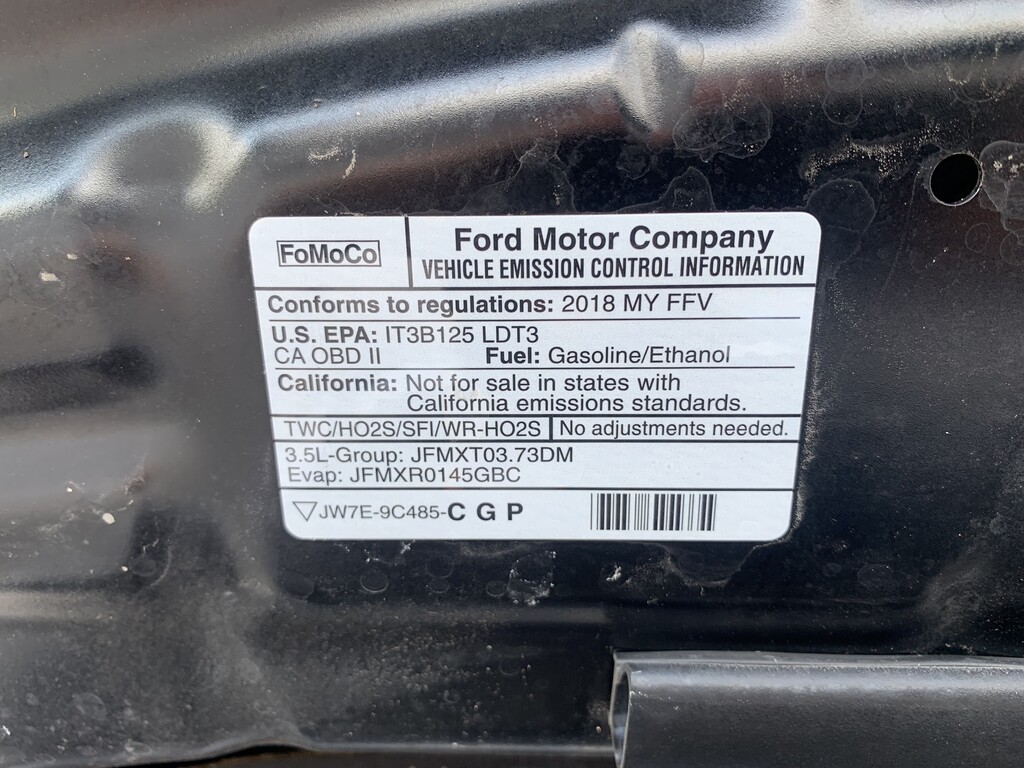 FoMoCo
Ford Motor Company
VEHICLE EMISSION CONTROL INFORMATION
Conforms to regulations: 2018 MY FFV
U.S. EPA: IT3B125 LDT3
CA OBD II Fuel: Gasoline/Ethanol
California: Not for sale in states with
California emissions standards.
TWC/HO2S/SFI/WR-HO2S No adjustments needed.
3.5L-Group: JFMXT03.73DM
Evap: JFMXR0145GBC
JW7E-9C485-C G P